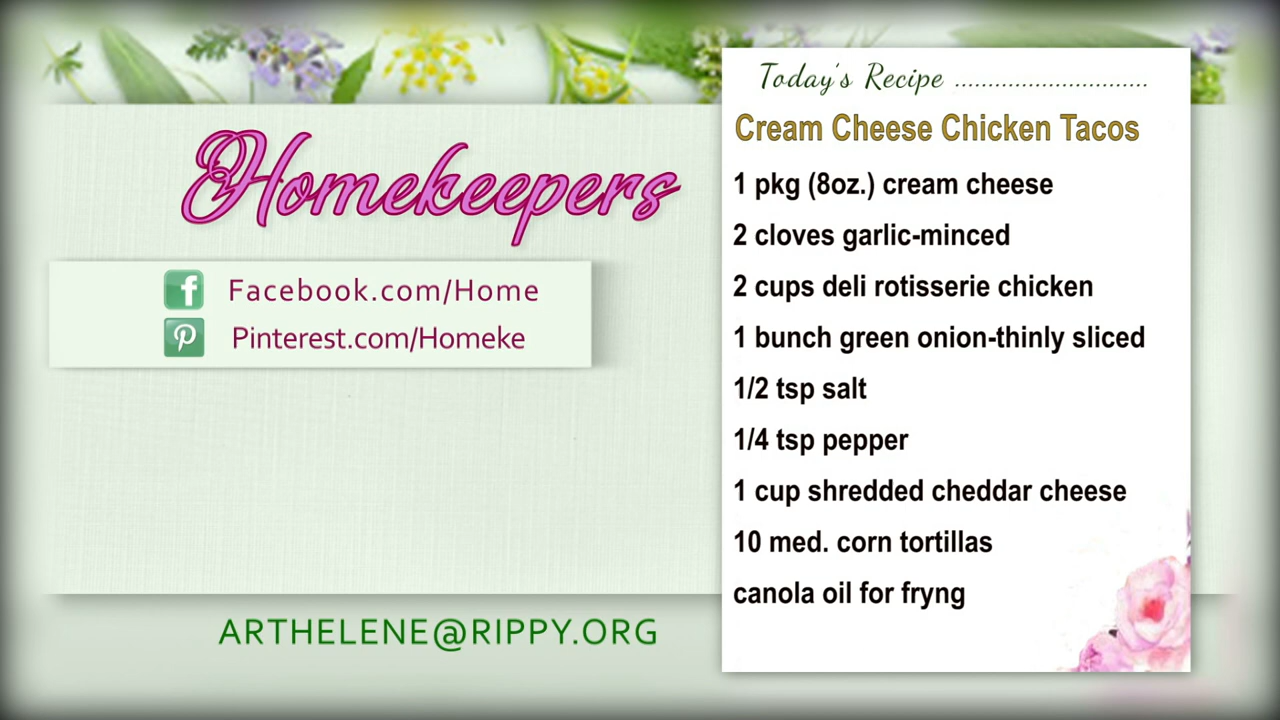 Homekeepers
Facebook.com/Home
Pinterest.com/Homeke
ARTHELENE@RIPPY.ORG
Today's Recipe .............................
Cream Cheese Chicken Tacos
1 pkg (8oz.) cream cheese
2 cloves garlic-minced
2 cups deli rotisserie chicken
1 bunch green onion-thinly sliced
1/2 tsp salt
1/4 tsp pepper
1 cup shredded cheddar cheese
10 med. corn tortillas
canola oil for fryng